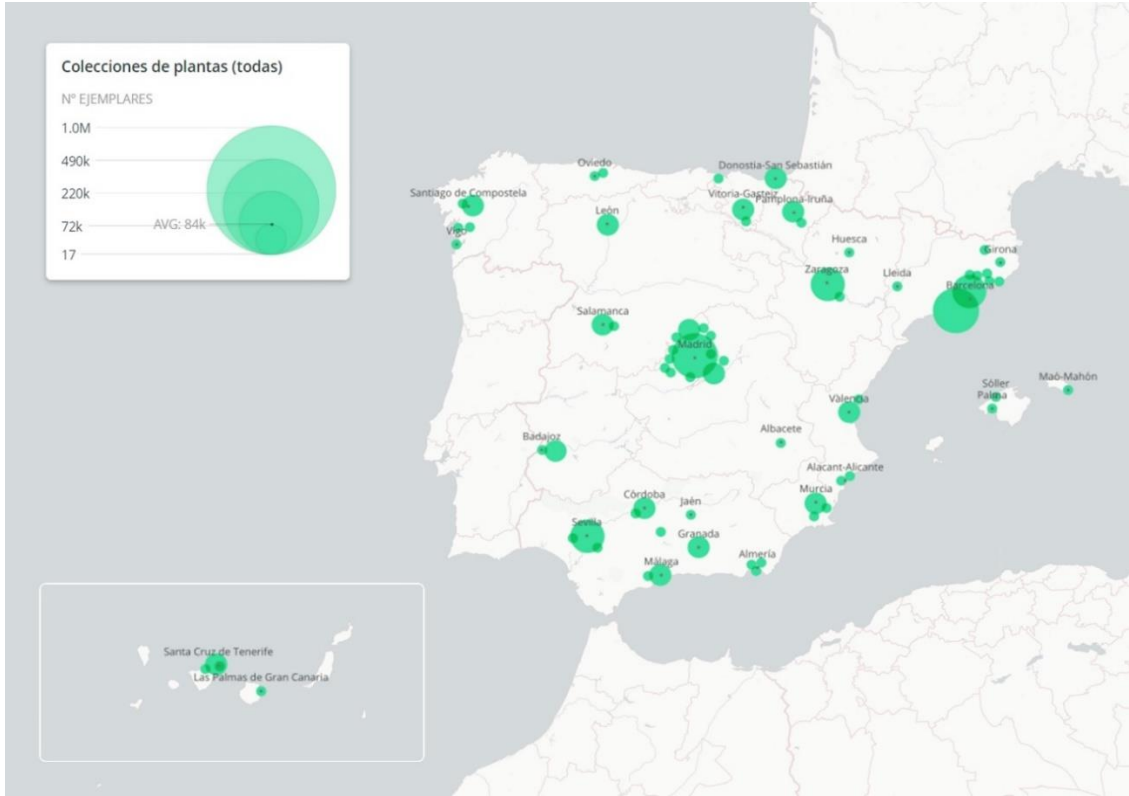 Colecciones de plantas (todas)
Nº EJEMPLARES
1.0M
490k
220k
AVG: 84k
72k
17
Oviedo
Donostia-San Sebastián
Santiago de Compostela
Vitoria-Gasteiz
Pamplona-Iruña
León
Vigo
Huesca
Girona
Zaragoza
Lleida
Barcelona
Salamanca
Madrid
Maó-Mahón
Sóller
Palma
València
Albacete
Badajoz
Alacant-Alicante
Murcia
Córdoba
Jaén
Sevilla
Granada
Málaga
Almería
Santa Cruz de Tenerife
Las Palmas de Gran Canaria